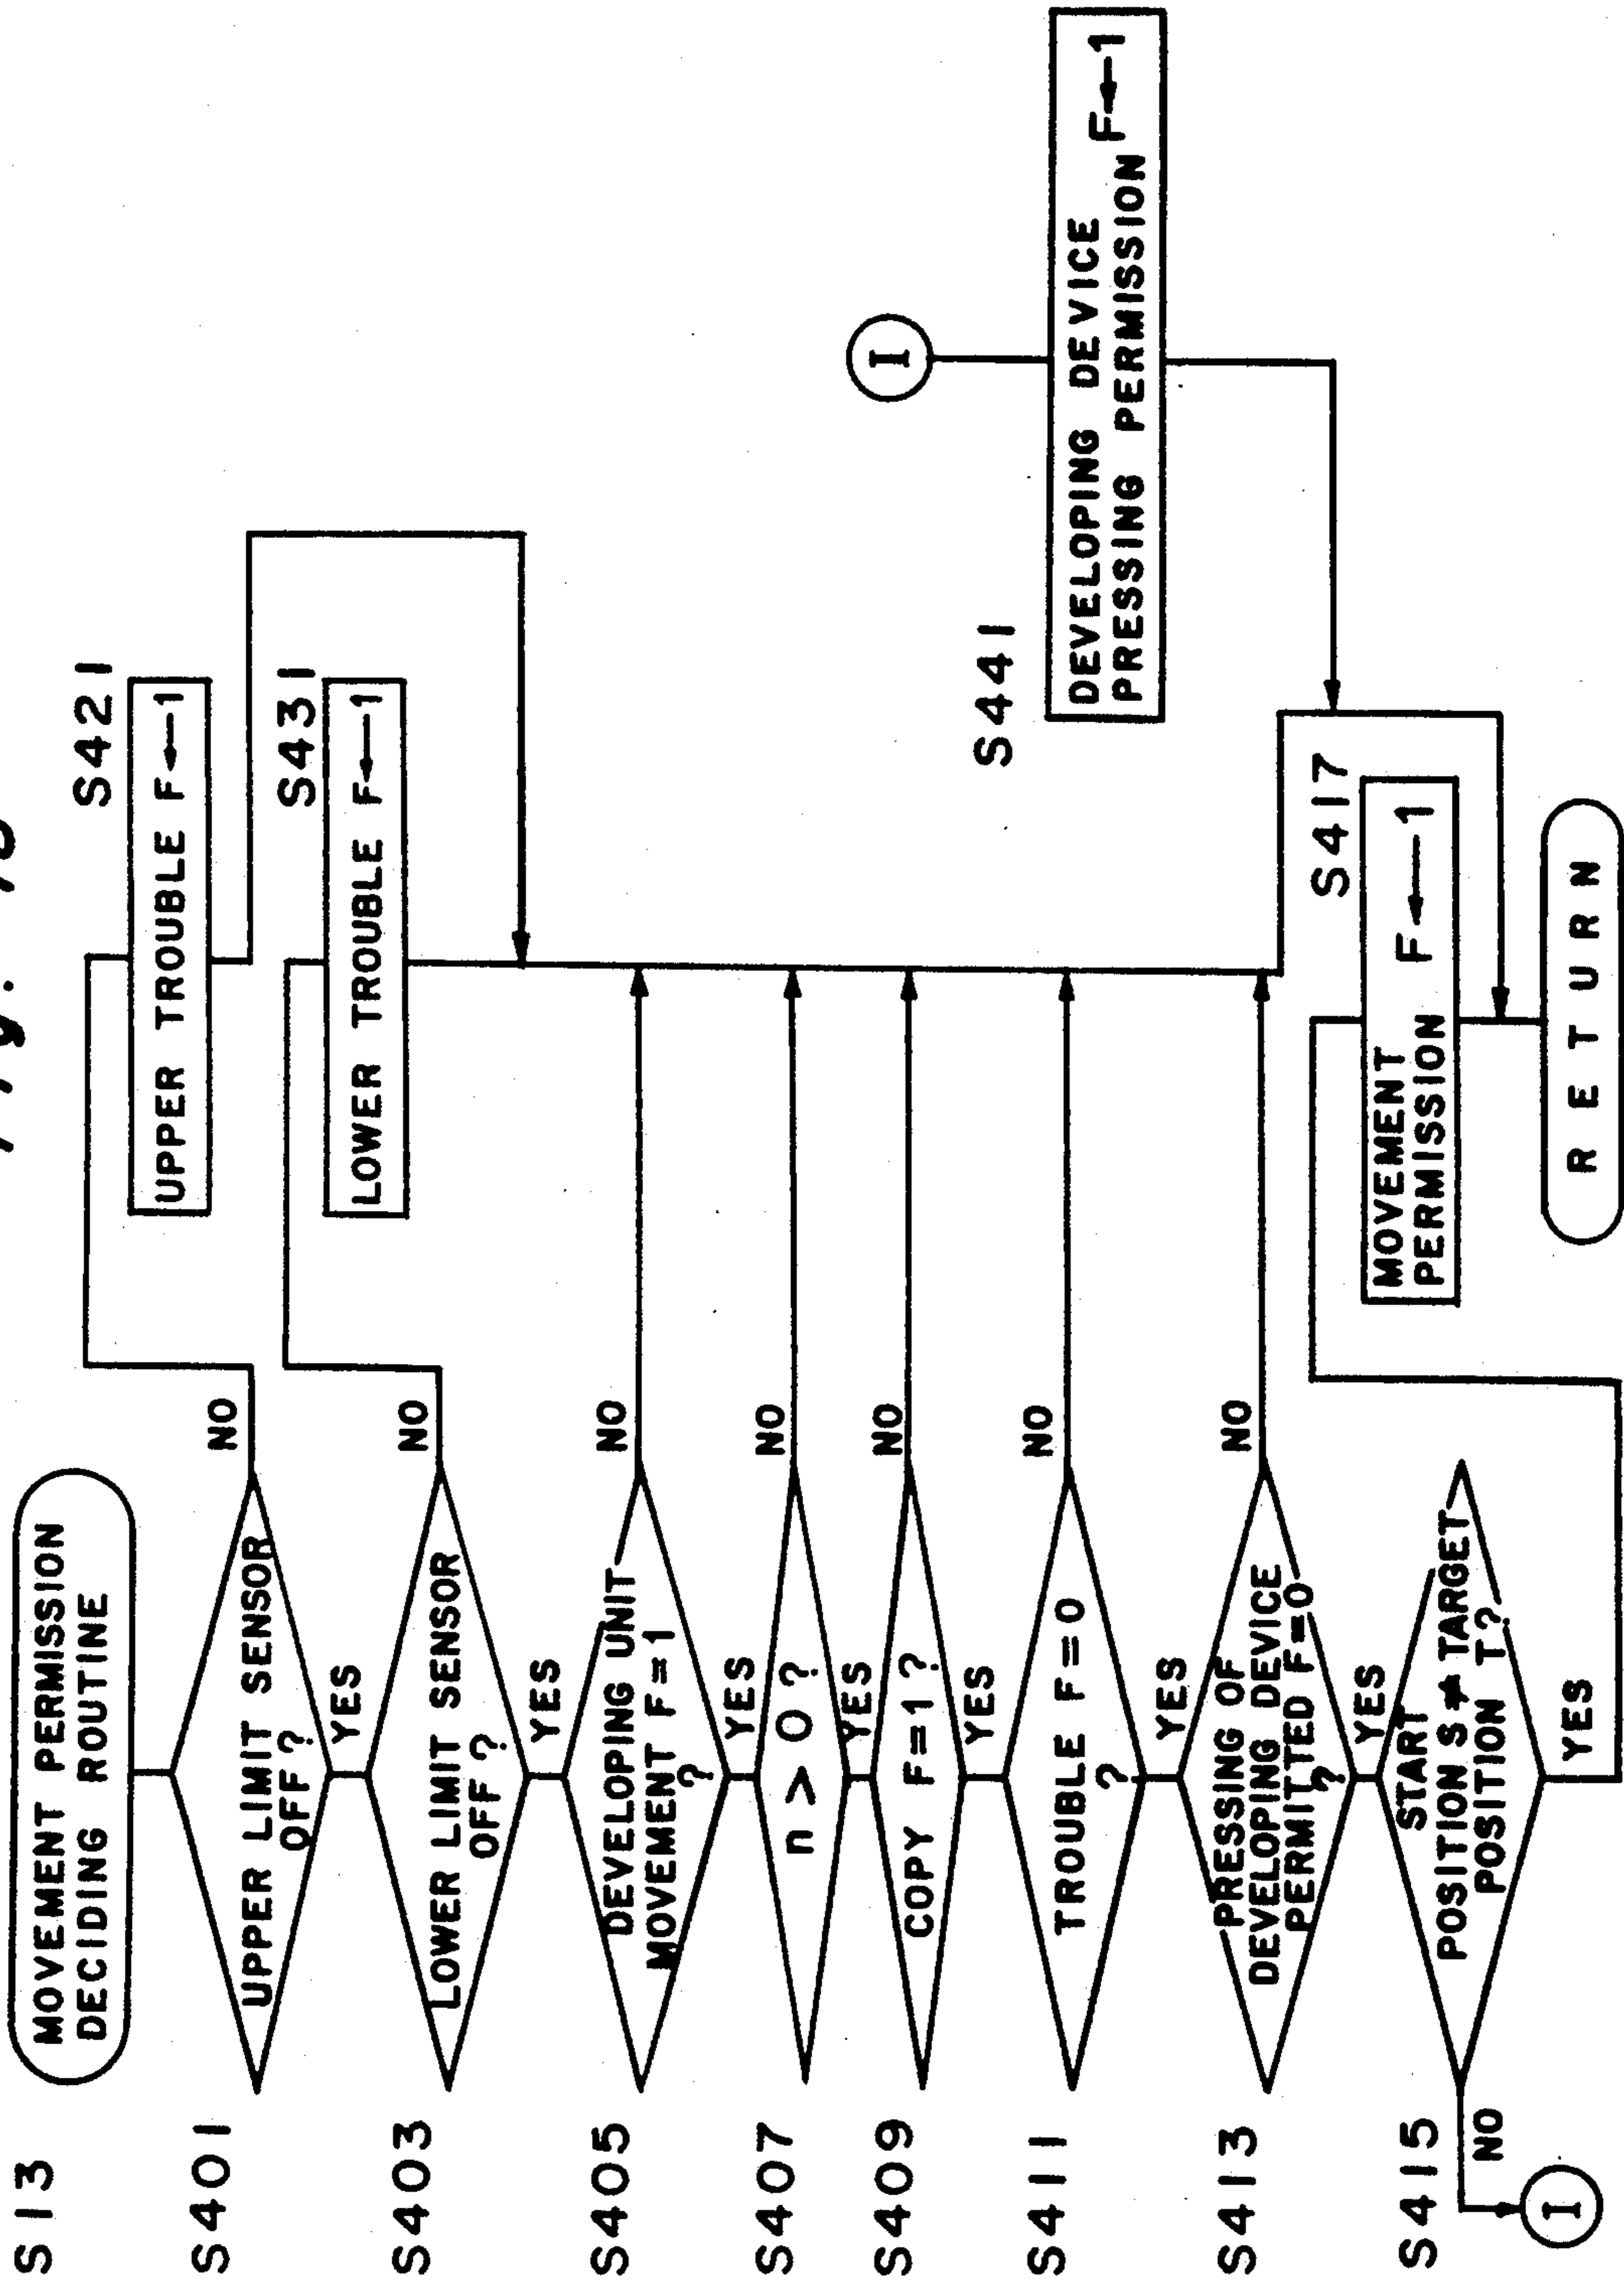 S13
MOVEMENT PERMISSION
DECIDING ROUTINE
S401
UPPER LIMIT SENSOR
OFF?
NO
YES
S421
UPPER TROUBLE F←1
S403
LOWER LIMIT SENSOR
OFF?
NO
YES
S431
LOWER TROUBLE F←1
S405
DEVELOPING UNIT
MOVEMENT F=1
?
NO
YES
S407
n > 0 ?
NO
YES
S409
COPY F=1 ?
NO
YES
S411
TROUBLE F=0
?
NO
YES
S413
PRESSING OF
DEVELOPING DEVICE
PERMITTED F=0
?
NO
YES
S415
START
POSITION S ≠ TARGET
POSITION T?
NO
YES
I
I
S441
DEVELOPING DEVICE
PRESSING PERMISSION F←1
S417
MOVEMENT
PERMISSION F←1
RETURN